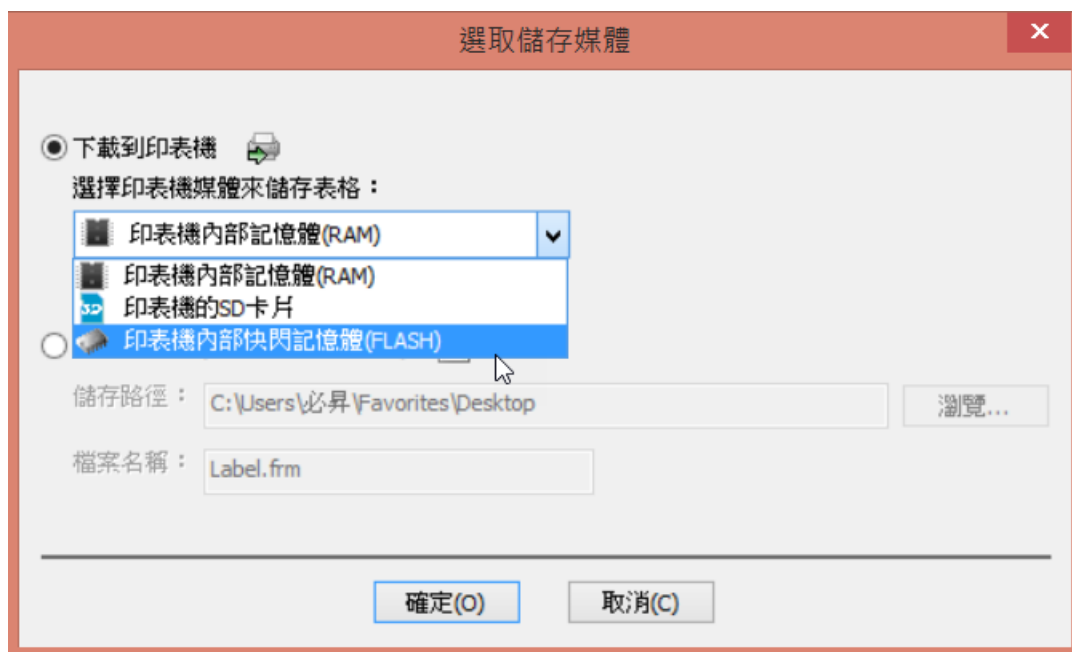 選取儲存媒體
下載到印表機
選擇印表機媒體來儲存表格：
印表機內部記憶體(RAM)
印表機內部記憶體(RAM)
印表機的SD卡片
印表機內部快閃記憶體(FLASH)
儲存路徑： C:\Users\必昇\Favorites\Desktop 瀏覽...
檔案名稱： Label.frm
確定(O) 取消(C)